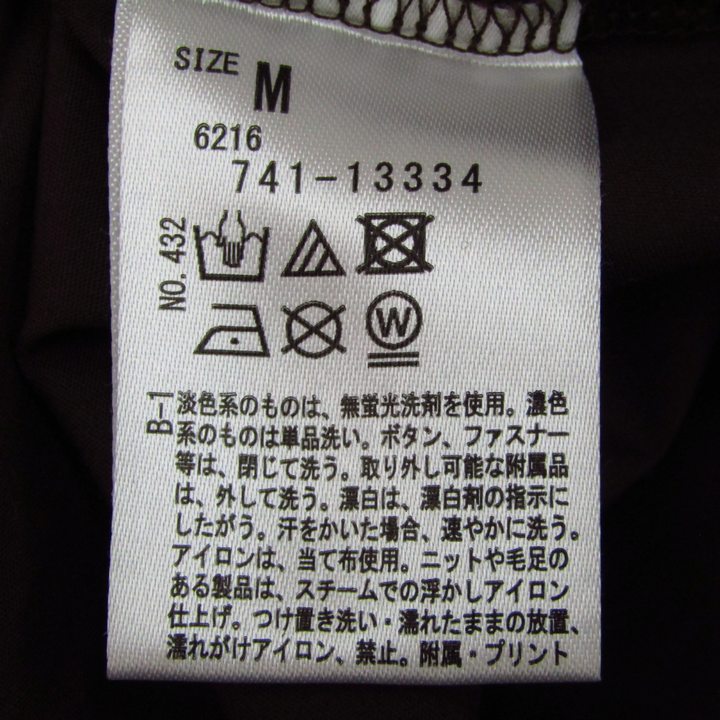 SIZE M
6216
741-13334
NO. 432
W
B-1
淡色系のものは、無蛍光洗剤を使用。濃色
系のものは単品洗い。ボタン、ファスナー
等は、閉じて洗う。取り外し可能な附属品
は、外して洗う。漂白は、漂白剤の指示に
したがう。汗をかいた場合、速やかに洗う。
アイロンは、当て布使用。ニットや毛足の
ある製品は、スチームでの浮かしアイロン
仕上げ。つけ置き洗い・濡れたままの放置、
濡れがけアイロン、禁止。附属・プリント